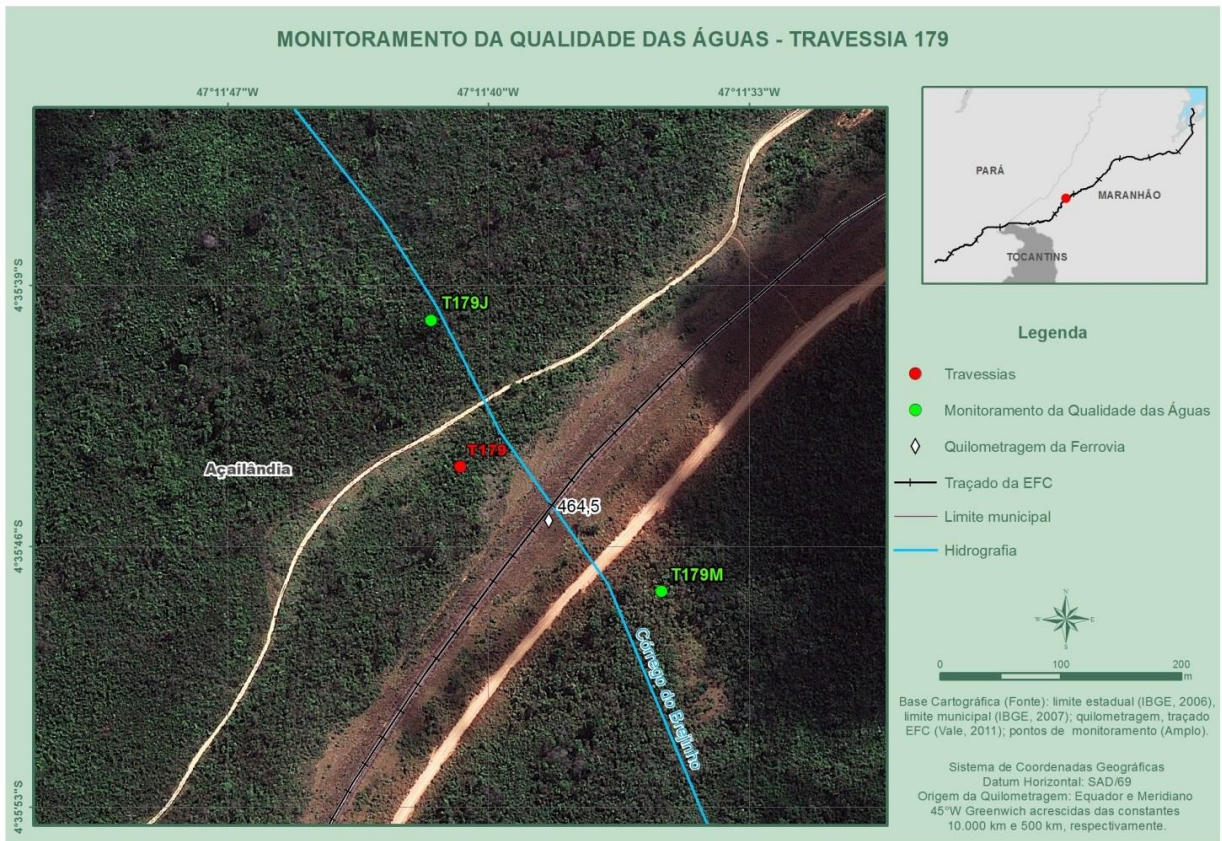 MONITORAMENTO DA QUALIDADE DAS ÁGUAS - TRAVESSIA 179
47°11'47"W
47°11'40"W
47°11'33"W
4°35'39"S
4°35'46"S
4°35'53"S
T179J
T179
Açailândia
464,5
T179M
Córrego do Brejinho
PARÁ
MARANHÃO
TOCANTINS
Legenda
Travessias
Monitoramento da Qualidade das Águas
Quilometragem da Ferrovia
Traçado da EFC
Limite municipal
Hidrografia
N
W
E
S
0
100
200
m
Base Cartográfica (Fonte): limite estadual (IBGE, 2006),
limite municipal (IBGE, 2007); quilometragem, traçado
EFC (Vale, 2011); pontos de monitoramento (Amplo).
Sistema de Coordenadas Geográficas
Datum Horizontal: SAD/69
Origem da Quilometragem: Equador e Meridiano
45°W Greenwich acrescidas das constantes
10.000 km e 500 km, respectivamente.